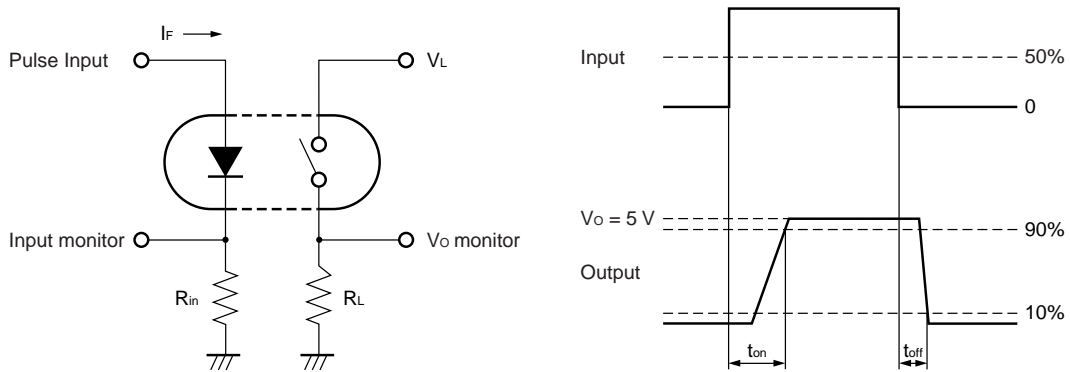 IF
Pulse Input
VL
Input monitor
VO monitor
Rin
RL
Input
50%
0
VO = 5 V
90%
Output
10%
ton
toff